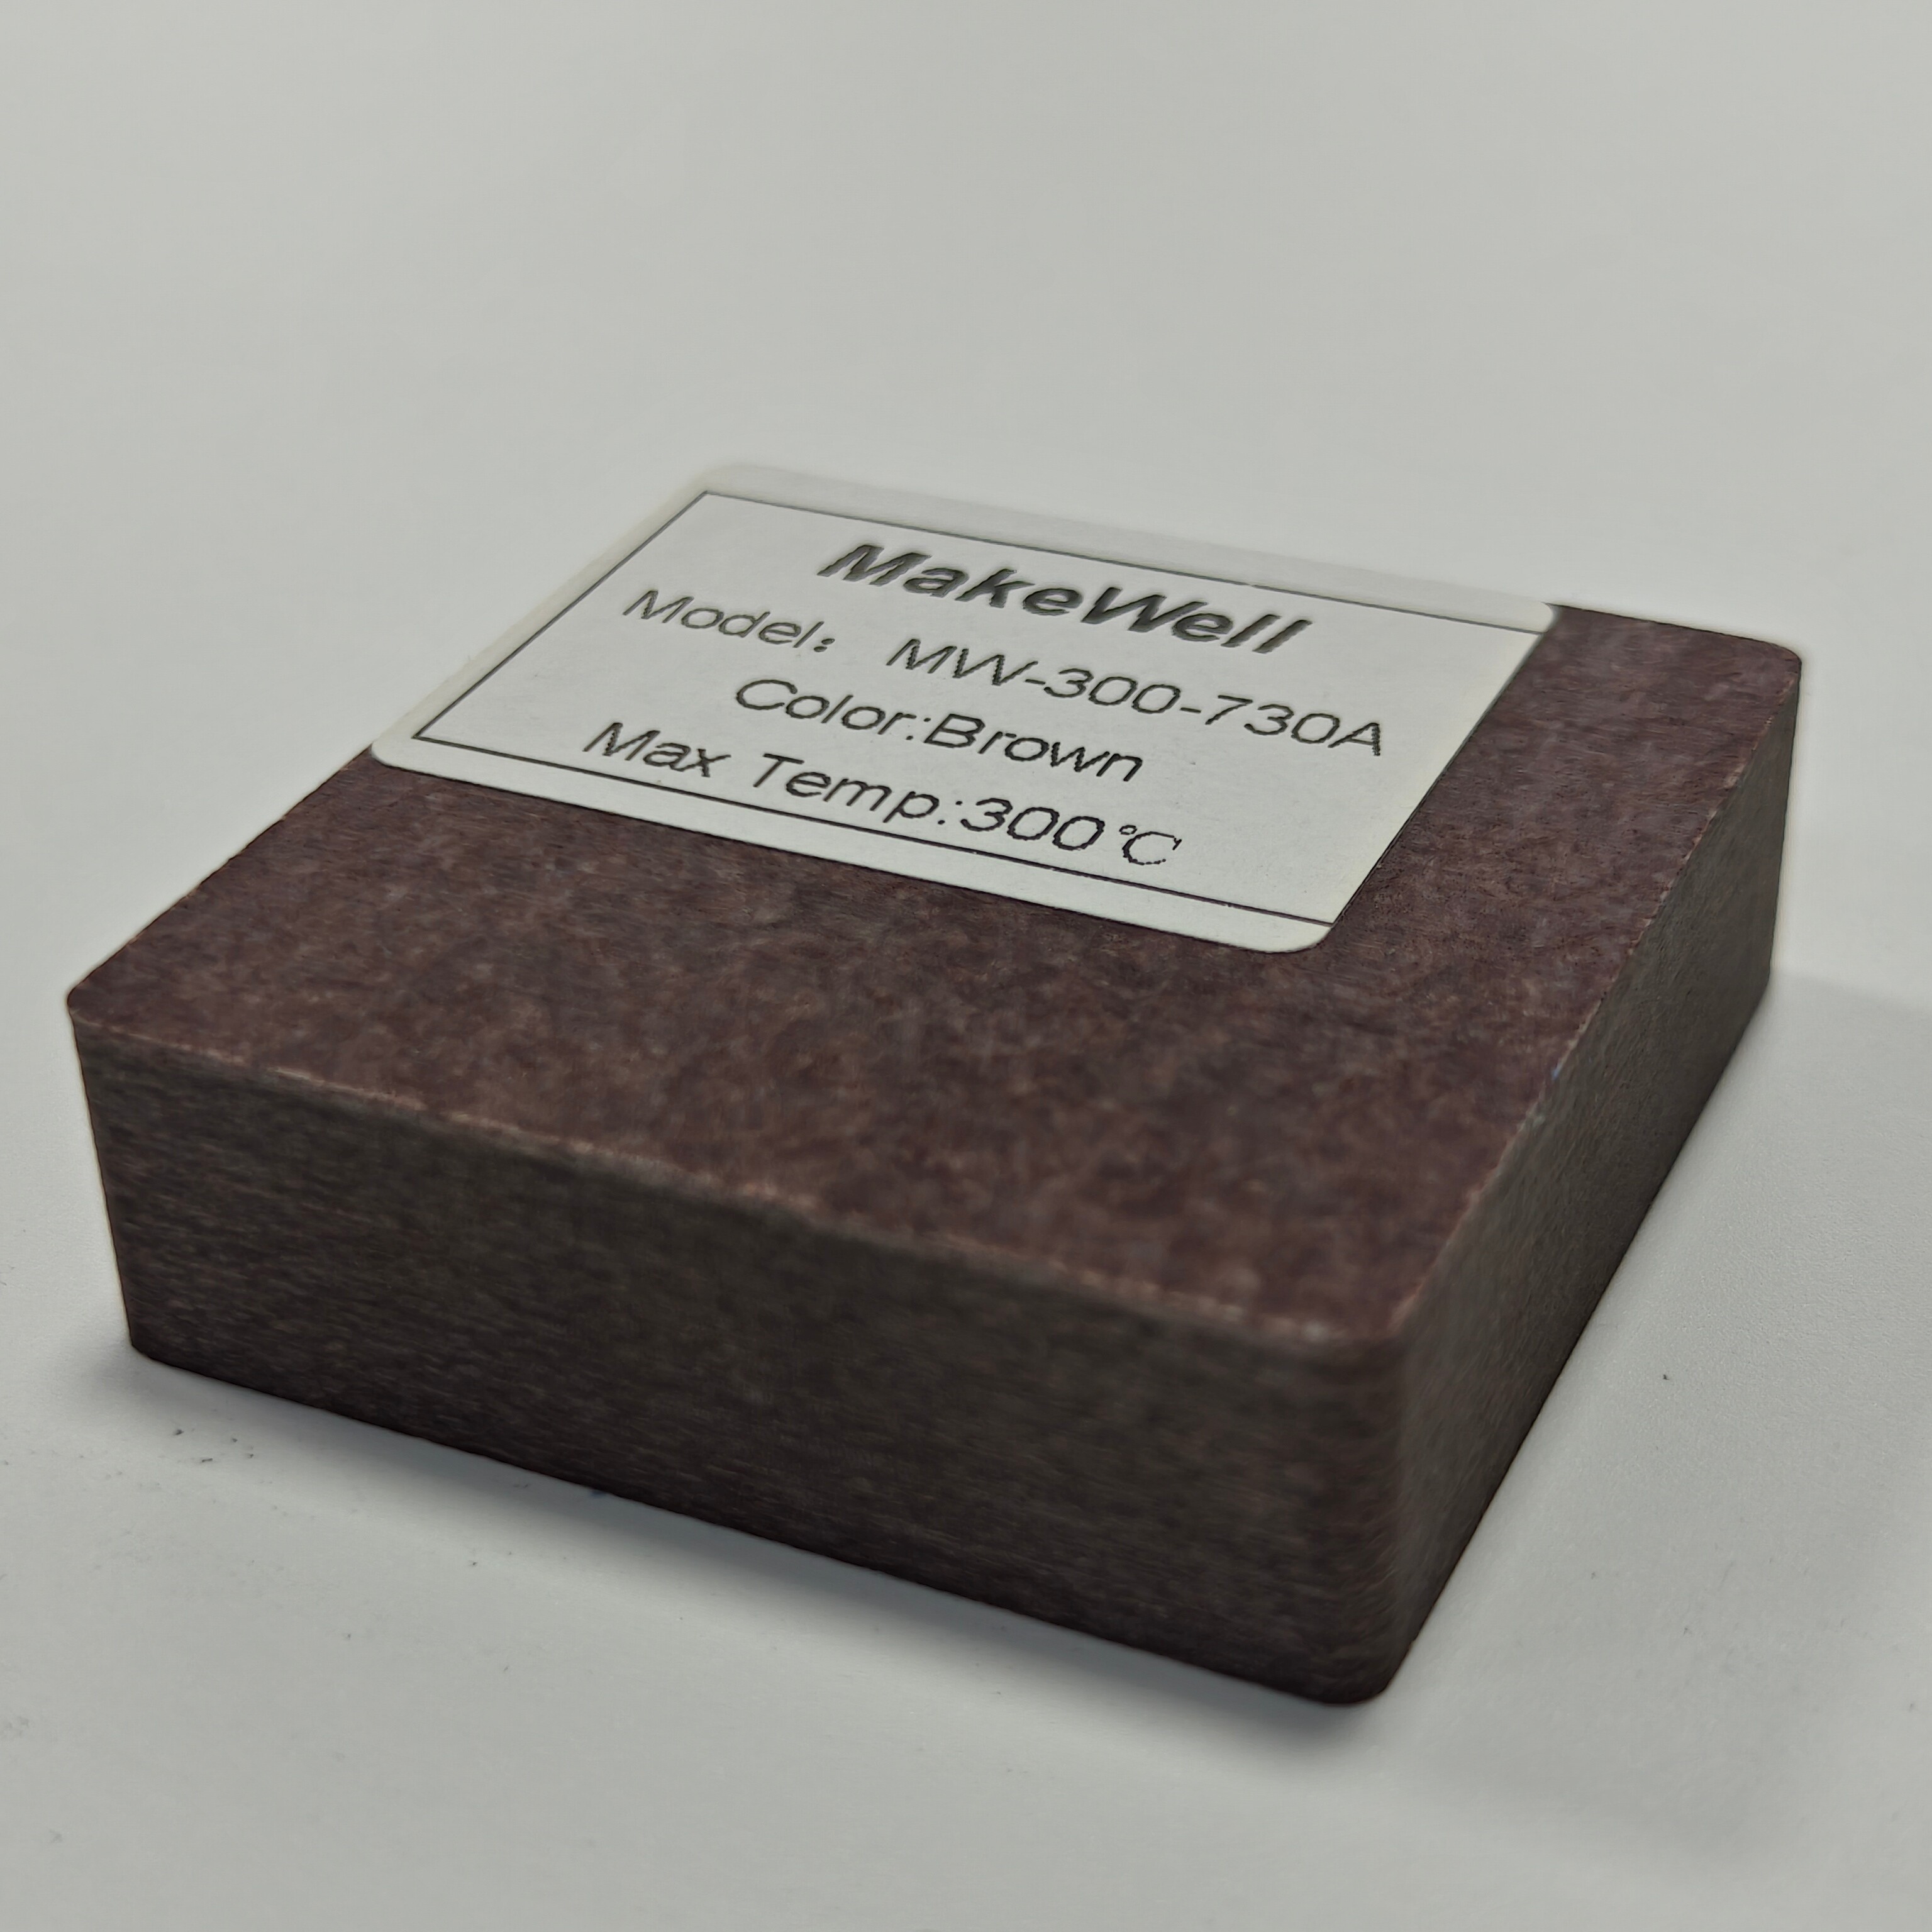 MakeWell
Model： MW-300-730A
Color:Brown
Max Temp:300℃